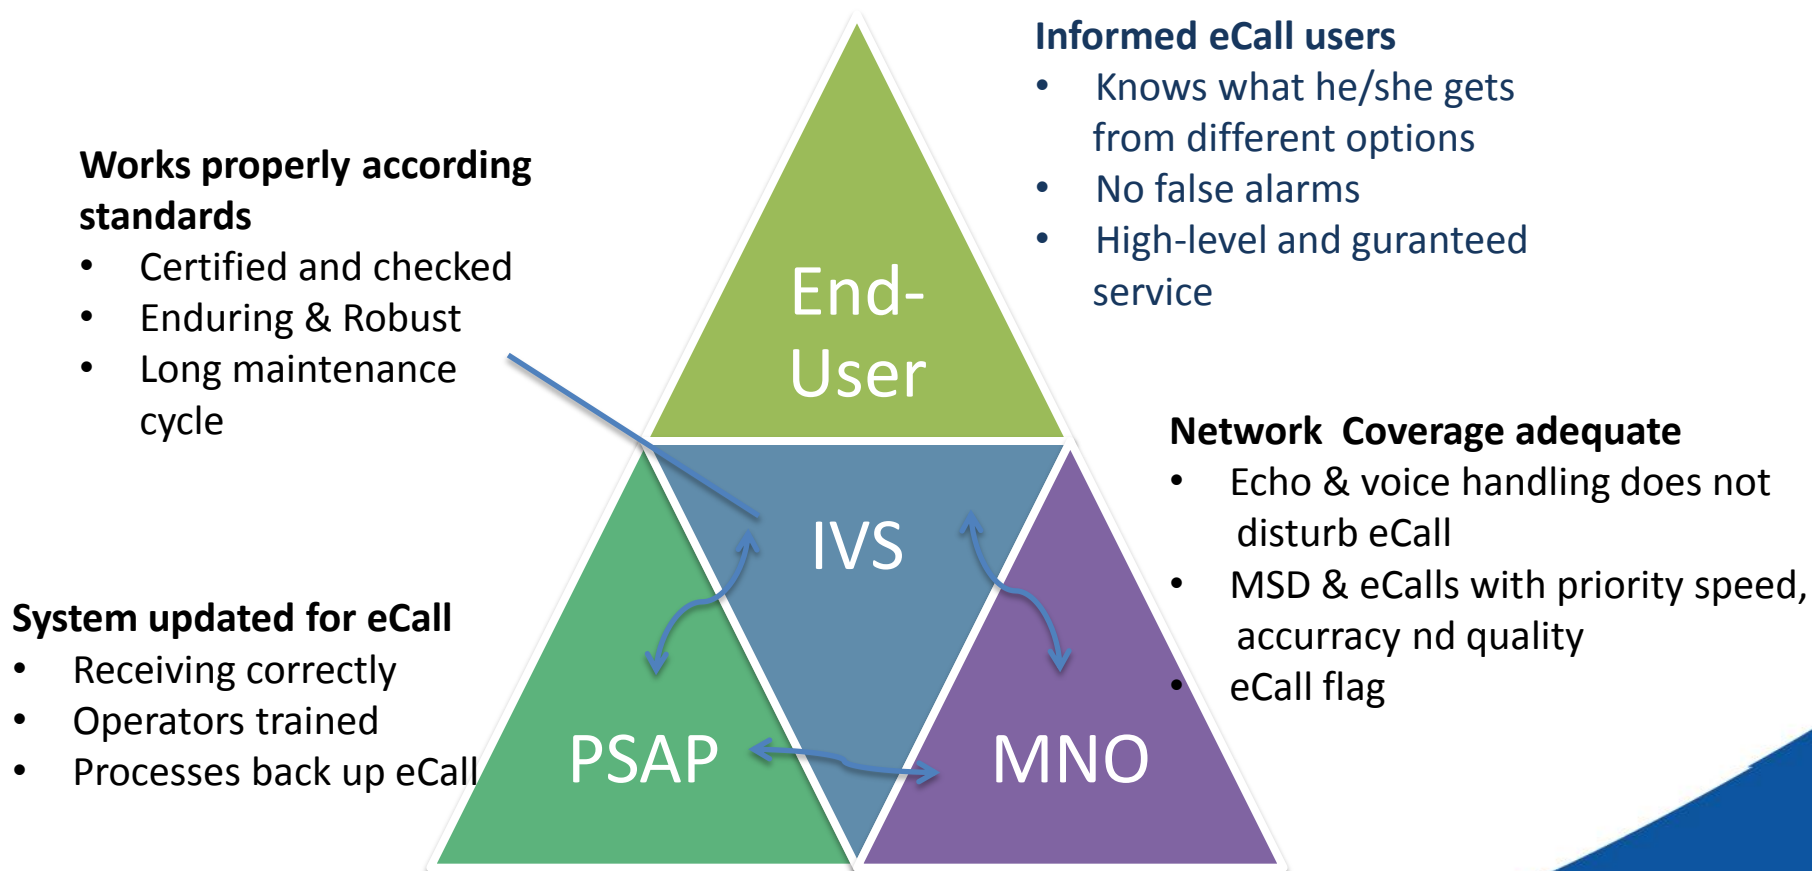 Informed eCall users
• Knows what he/she gets
from different options
• No false alarms
• High-level and guranteed
service
Works properly according
standards
• Certified and checked
• Enduring & Robust
• Long maintenance
cycle
End-
User
Network Coverage adequate
• Echo & voice handling does not
disturb eCall
• MSD & eCalls with priority speed,
accurracy nd quality
• eCall flag
IVS
System updated for eCall
• Receiving correctly
• Operators trained
• Processes back up eCall
PSAP
MNO